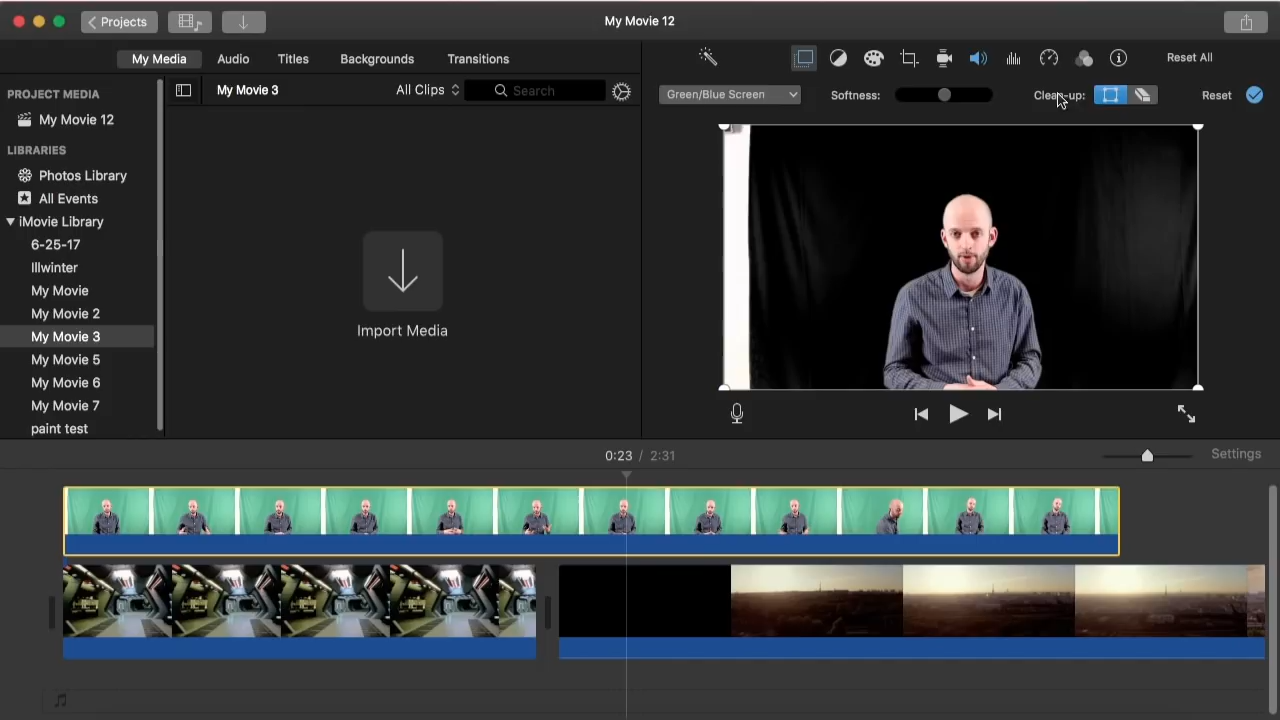 Projects
My Movie 12
My Media Audio Titles Backgrounds Transitions
Reset All
PROJECT MEDIA
My Movie 12
LIBRARIES
Photos Library
All Events
iMovie Library
6-25-17
Illwinter
My Movie
My Movie 2
My Movie 3
My Movie 5
My Movie 6
My Movie 7
paint test
My Movie 3 All Clips Search
Import Media
Green/Blue Screen Softness: Clean-up: Reset
0:23 / 2:31
Settings